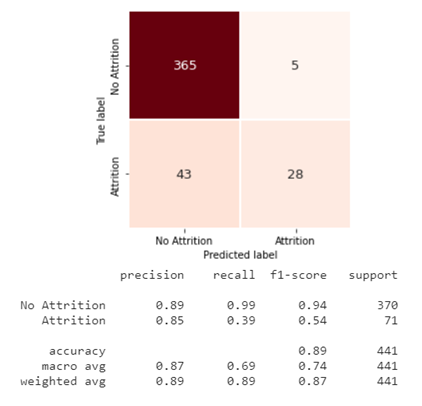 No Attrition
365
5
True label
Attrition
43
28
No Attrition Attrition
Predicted label
precision recall f1-score support
No Attrition 0.89 0.99 0.94 370
Attrition 0.85 0.39 0.54 71
accuracy 0.89 441
macro avg 0.87 0.69 0.74 441
weighted avg 0.89 0.89 0.87 441